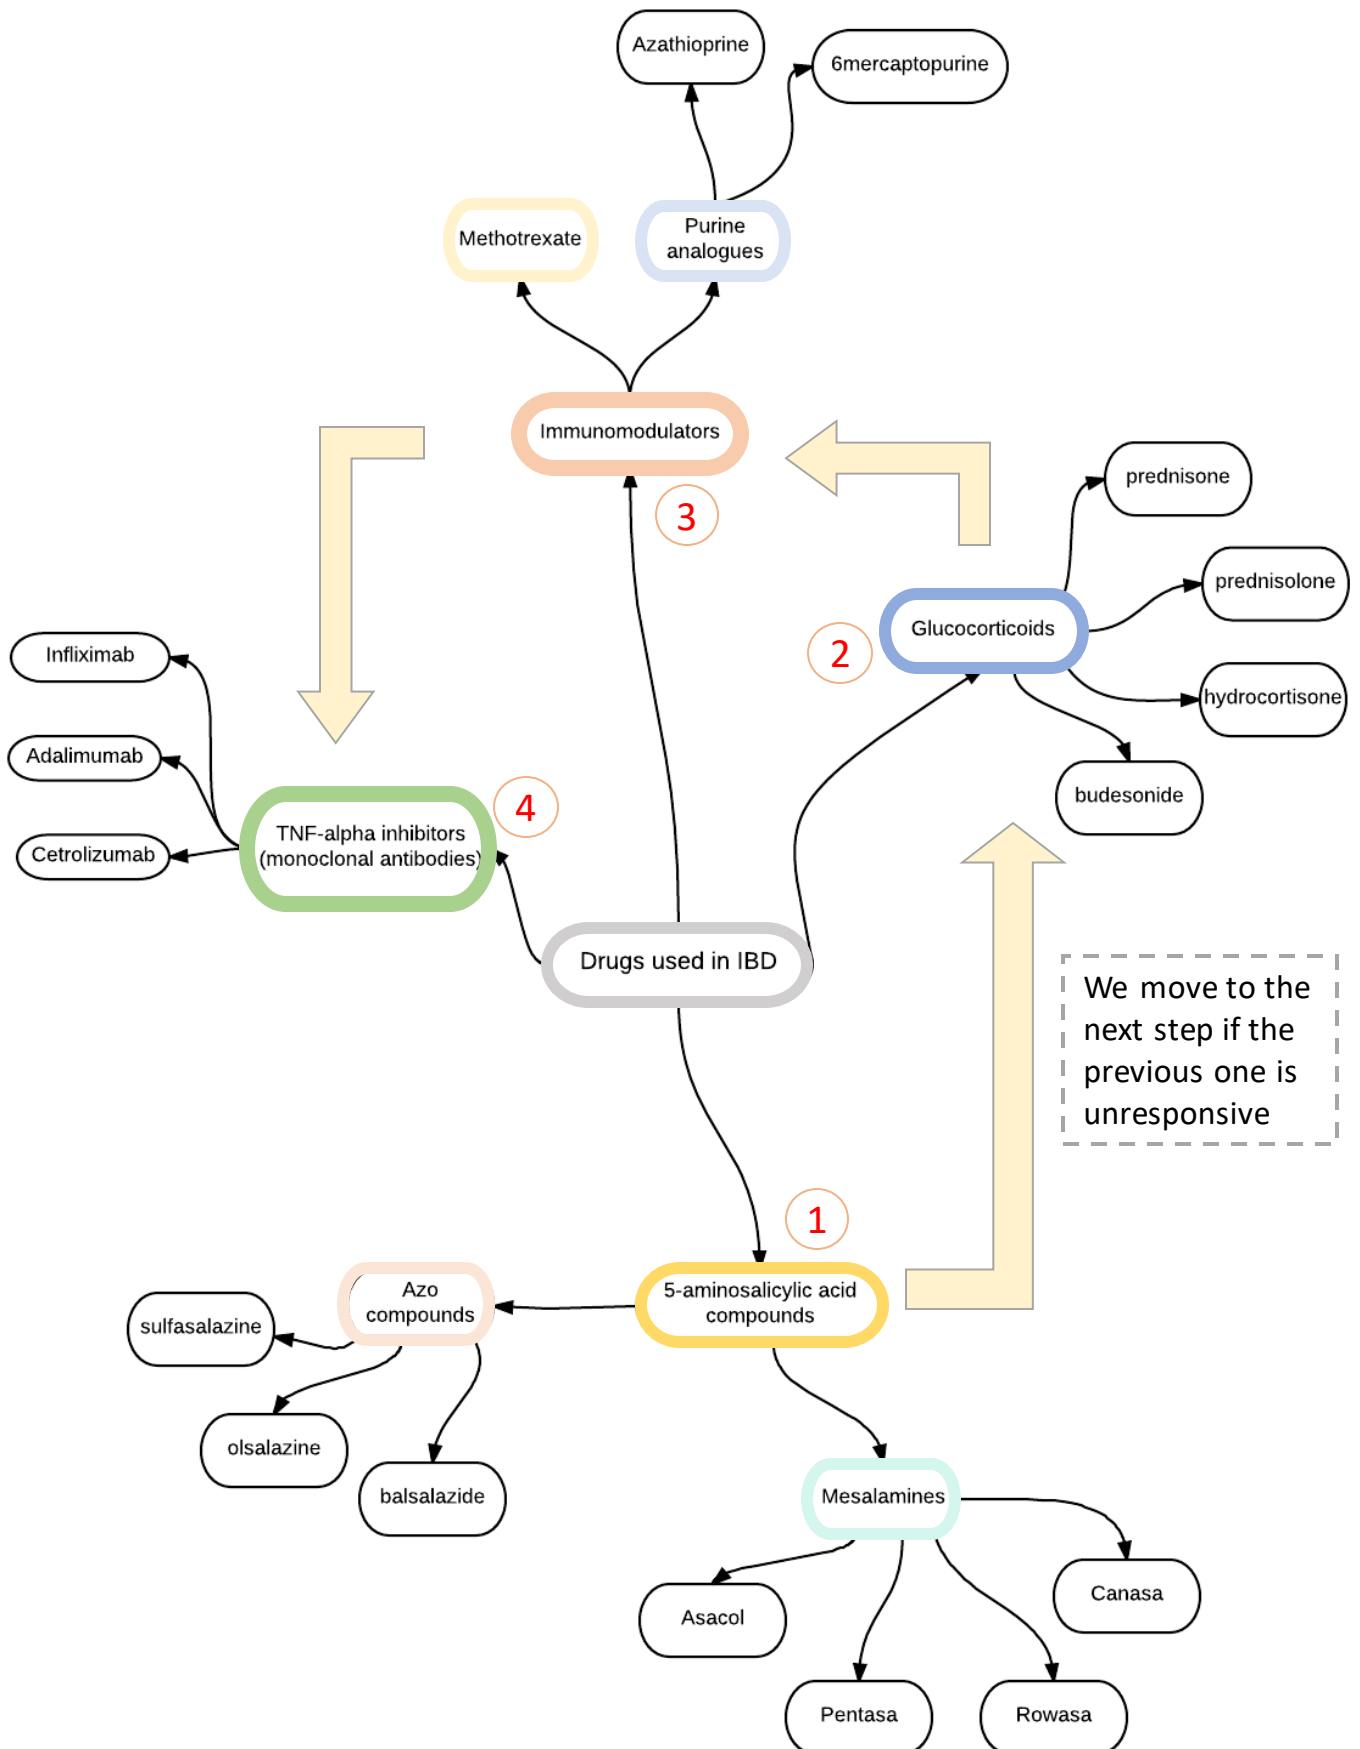 Azathioprine
6mercaptopurine
Methotrexate
Purine
analogues
Immunomodulators
3
prednisone
prednisolone
Glucocorticoids
2
hydrocortisone
budesonide
Infliximab
Adalimumab
Cetrolizumab
TNF-alpha inhibitors
(monoclonal antibodies)
4
Drugs used in IBD
We move to the
next step if the
previous one is
unresponsive
1
5-aminosalicylic acid
compounds
Azo
compounds
sulfasalazine
olsalazine
balsalazide
Mesalamines
Canasa
Asacol
Pentasa
Rowasa